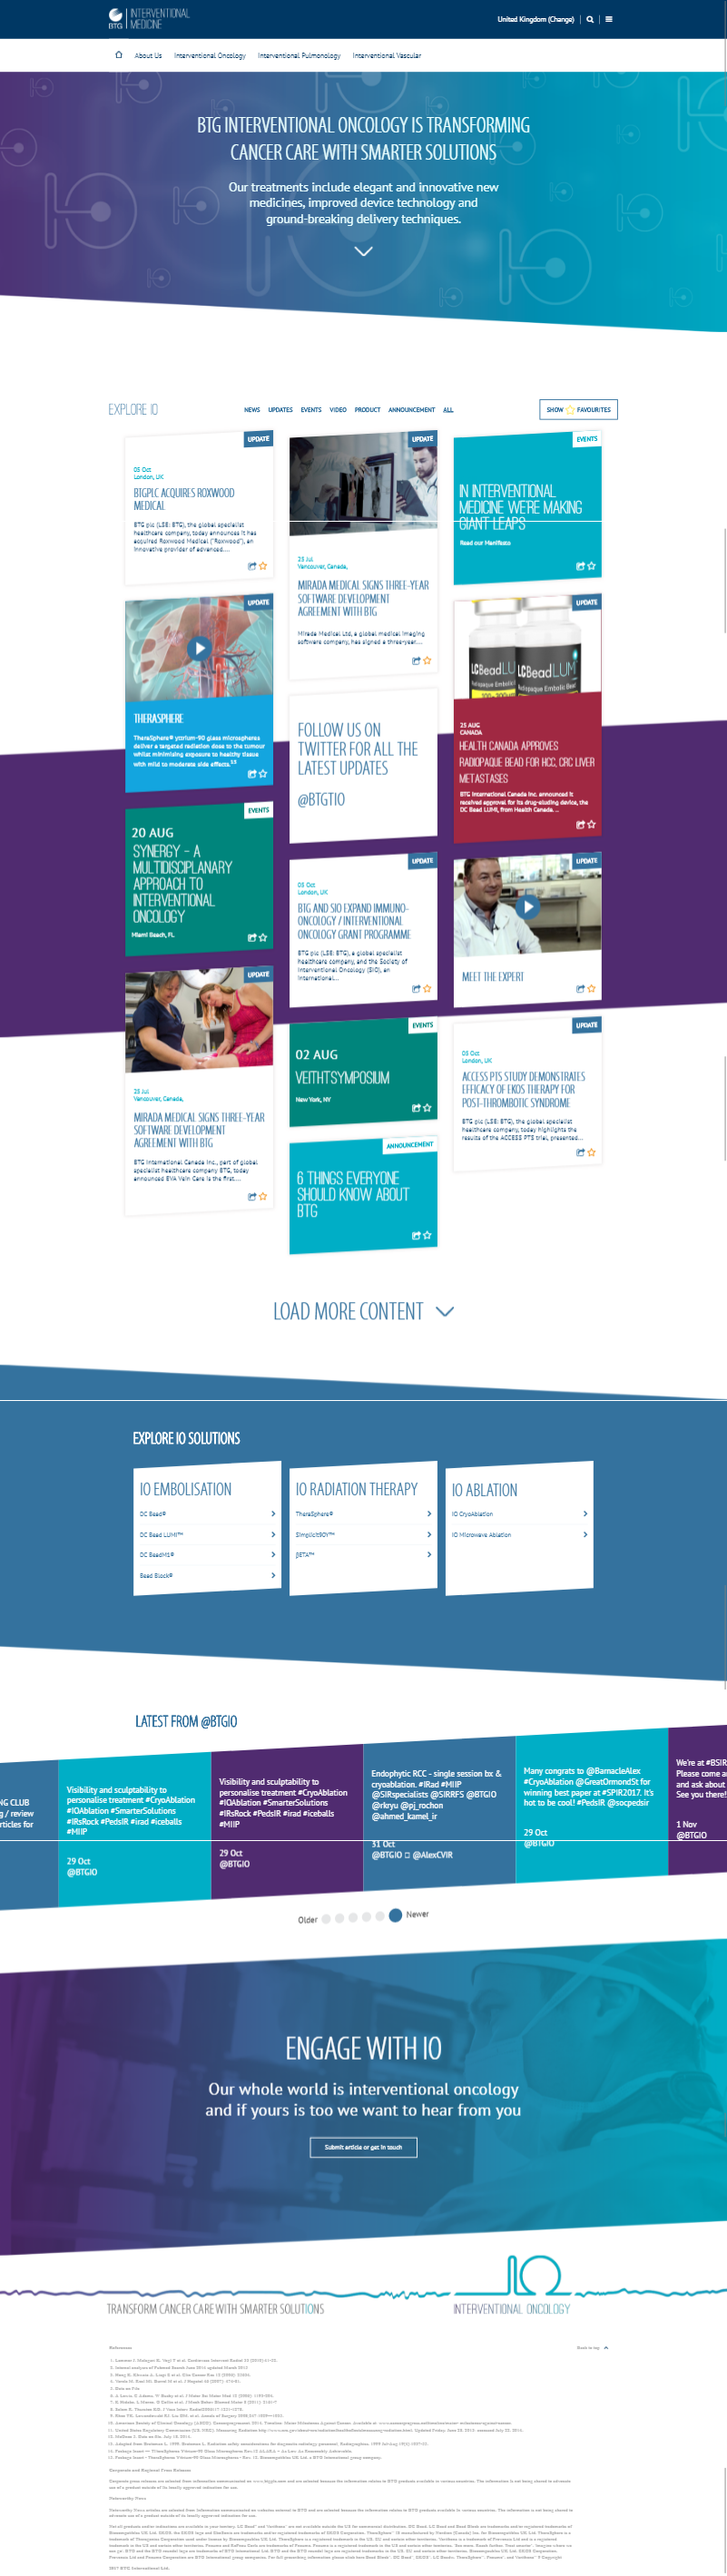 BTG
INTERVENTIONAL
MEDICINE
United Kingdom (Change)
About Us
Interventional Oncology
Interventional Pulmonology
Interventional Vascular
BTG INTERVENTIONAL ONCOLOGY IS TRANSFORMING
CANCER CARE WITH SMARTER SOLUTIONS
Our treatments include elegant and innovative new
medicines, improved device technology and
ground-breaking delivery techniques.
EXPLORE IO
NEWS UPDATES EVENTS VIDEO PRODUCT ANNOUNCEMENT ALL
SHOW FAVOURITES
UPDATE
05 Oct
London, UK
BTGPLC ACQUIRES ROXWOOD
MEDICAL
BTG plc (LSE: BTG), the global specialist
healthcare company, today announces it has
acquired Roxwood Medical ("Roxwood"), an
innovative provider of advanced....
UPDATE
THERASPHERE
TheraSphere® yttrium-90 glass microspheres
deliver a targeted radiation dose to the tumour
whilst minimising exposure to healthy tissue
with mild to moderate side effects.
EVENTS
20 AUG
SYNERGY - A
MULTIDISCIPLINARY
APPROACH TO
INTERVENTIONAL
ONCOLOGY
Miami Beach, FL
UPDATE
25 Jul
Vancouver, Canada,
MIRADA MEDICAL SIGNS THREE-YEAR
SOFTWARE DEVELOPMENT
AGREEMENT WITH BTG
BTG International Canada Inc., part of global
specialist healthcare company BTG, today
announced EVA Vein Care is the first....
UPDATE
25 Jul
Vancouver, Canada,
MIRADA MEDICAL SIGNS THREE-YEAR
SOFTWARE DEVELOPMENT
AGREEMENT WITH BTG
Mirada Medical Ltd, a global medical imaging
software company, has signed a three-year....
FOLLOW US ON
TWITTER FOR ALL THE
LATEST UPDATES
@BTGTIO
UPDATE
05 Oct
London, UK
BTG AND SIO EXPAND IMMUNO-
ONCOLOGY / INTERVENTIONAL
ONCOLOGY GRANT PROGRAMME
BTG plc (LSE: BTG), a global specialist
healthcare company, and the Society of
Interventional Oncology (SIO), an
International...
EVENTS
02 AUG
VEITHTSYMPOSIUM
New York, NY
ANNOUNCEMENT
6 THINGS EVERYONE
SHOULD KNOW ABOUT
BTG
EVENTS
IN INTERVENTIONAL
MEDICINE WE'RE MAKING
GIANT LEAPS
Read our Manifesto
UPDATE
LCBeadLU
LCBeadLUM
25 AUG
CANADA
HEALTH CANADA APPROVES
RADIOPAQUE BEAD FOR HCC, CRC LIVER
METASTASES
BTG International Canada Inc. announced it
received approval for its drug-eluding device, the
DC Bead LUMI, from Health Canada. ..
UPDATE
MEET THE EXPERT
UPDATE
05 Oct
London, UK
ACCESS PTS STUDY DEMONSTRATES
EFFICACY OF EKOS THERAPY FOR
POST-THROMBOTIC SYNDROME
BTG plc (LSE: BTG), the global specialist
healthcare company, today highlights the
results of the ACCESS PTS trial, presented...
LOAD MORE CONTENT
EXPLORE IO SOLUTIONS
IO EMBOLISATION
DC Bead®
DC Bead LUMI™
DC BeadM1®
Bead Block®
IO RADIATION THERAPY
TheraSphere®
Simplicit90Y™
βETA™
IO ABLATION
IO CryoAblation
IO Microwave Ablation
LATEST FROM @BTGIO
NG CLUB
g / review
rticles for
Visibility and sculptability to
personalise treatment #CryoAblation
#IOAblation #SmarterSolutions
#IRsRock #PedsIR #irad #iceballs
#MIIP
29 Oct
@BTGIO
Visibility and sculptability to
personalise treatment #CryoAblation
#IOAblation #SmarterSolutions
#IRsRock #PedsIR #irad #iceballs
#MIIP
29 Oct
@BTGIO
Endophytic RCC - single session bx &
cryoablation. #IRad #MIIP
@SIRspecialists @SIRRFS @BTGIO
@rkryu @pj_rochon
@ahmed_kamel_ir
31 Oct
@BTGIO @AlexCVIR
Many congrats to @BarnacleAlex
#CryoAblation @GreatOrmondSt for
winning best paper at #SPIR2017. It's
hot to be cool! #PedsIR @socpedsir
29 Oct
@BTGIO
We're at #BSIR
Please come a
and ask about
See you there!
1 Nov
@BTGIO
Older
Newer
ENGAGE WITH IO
Our whole world is interventional oncology
and if yours is too we want to hear from you
Submit article or get in touch
TRANSFORM CANCER CARE WITH SMARTER SOLUTIONS
INTERVENTIONAL ONCOLOGY
References
Back to top
Corporate and Regional Press Releases
Noteworthy News
2017 BTG International Ltd.